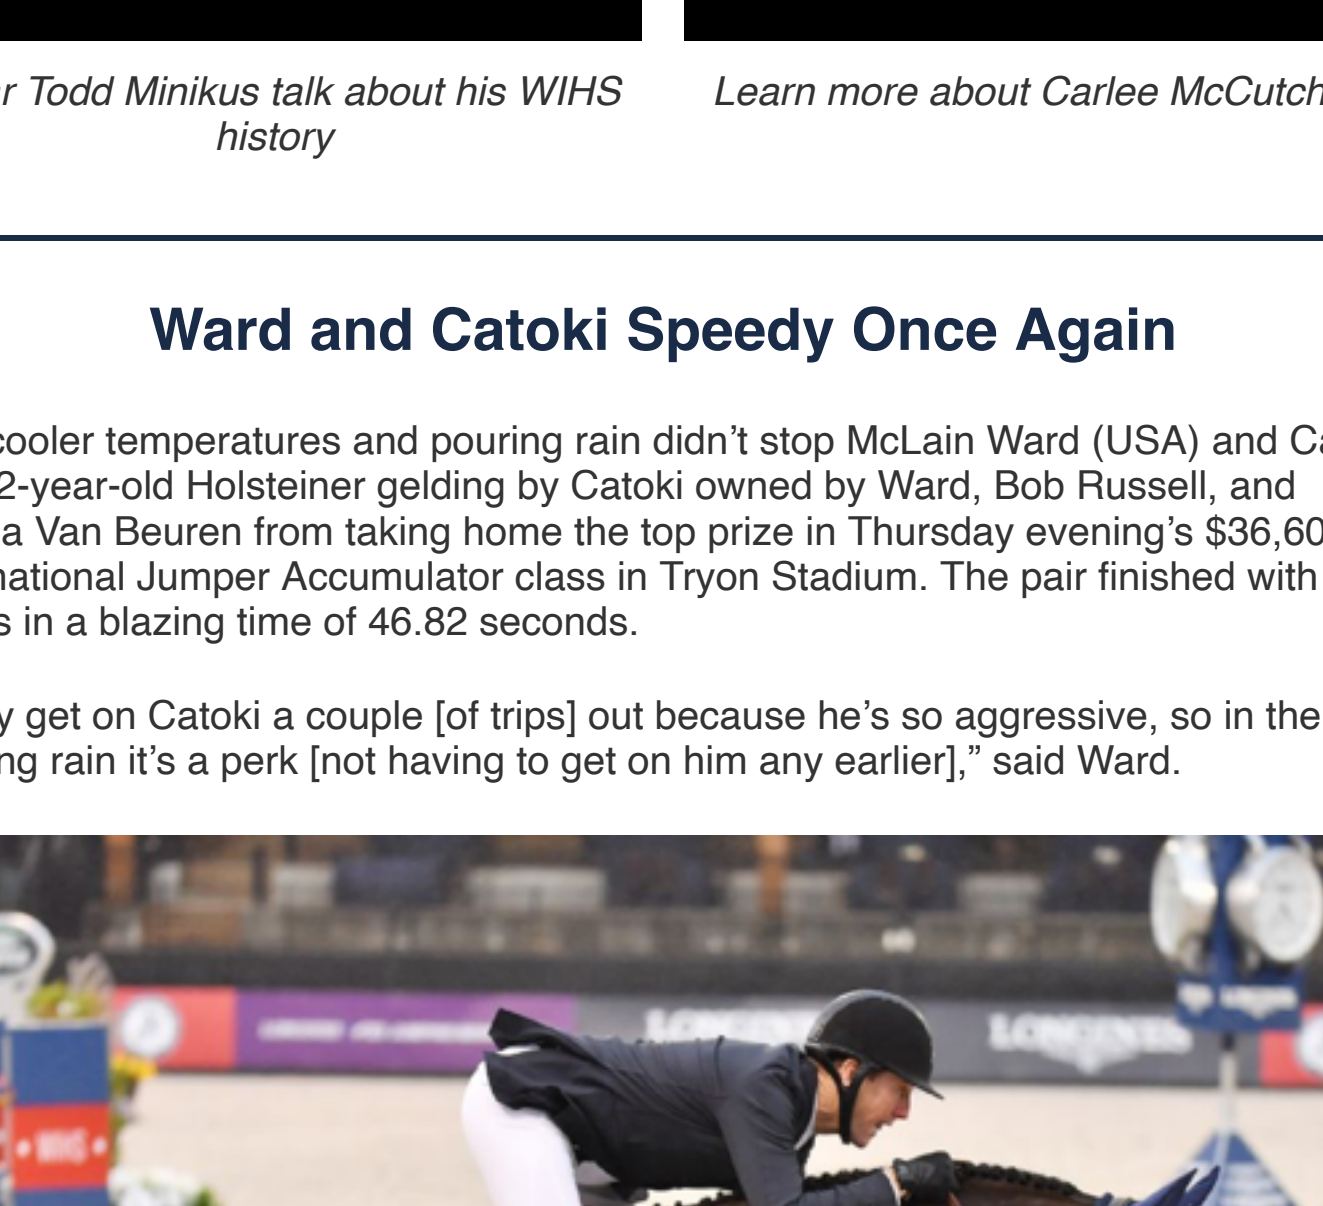 r Todd Minikus talk about his WIHS
history
Learn more about Carlee McCutch
Ward and Catoki Speedy Once Again
cooler temperatures and pouring rain didn’t stop McLain Ward (USA) and Ca
2-year-old Holsteiner gelding by Catoki owned by Ward, Bob Russell, and
a Van Beuren from taking home the top prize in Thursday evening’s $36,60
national Jumper Accumulator class in Tryon Stadium. The pair finished with
s in a blazing time of 46.82 seconds.
y get on Catoki a couple [of trips] out because he’s so aggressive, so in the
ng rain it’s a perk [not having to get on him any earlier],” said Ward.
LONGINES
LONGINES
WIHS